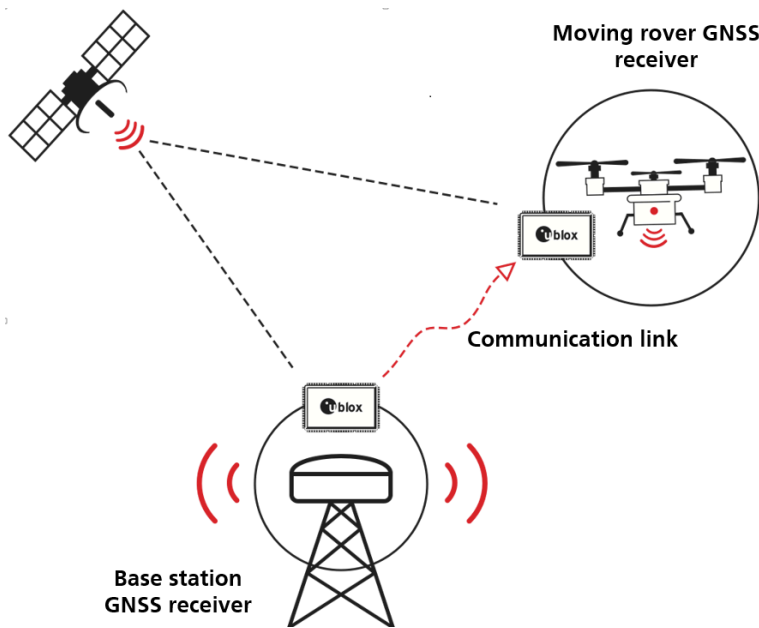 Moving rover GNSS
receiver
ublox
Communication link
ublox
Base station
GNSS receiver